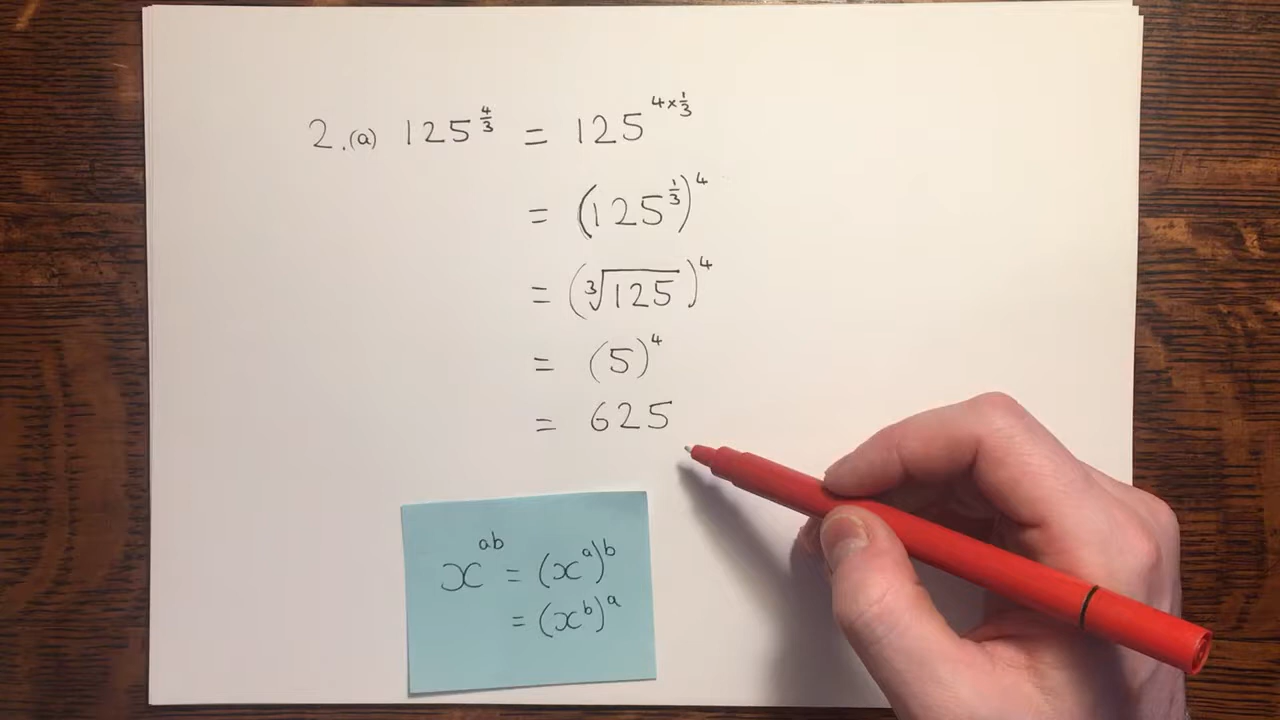 2.(a) 125^(4/3) = 125^(4×1/3)
= (125^(1/3))^4
= (∛125)^4
= (5)^4
= 625
x^(ab) = (x^a)^b
= (x^b)^a